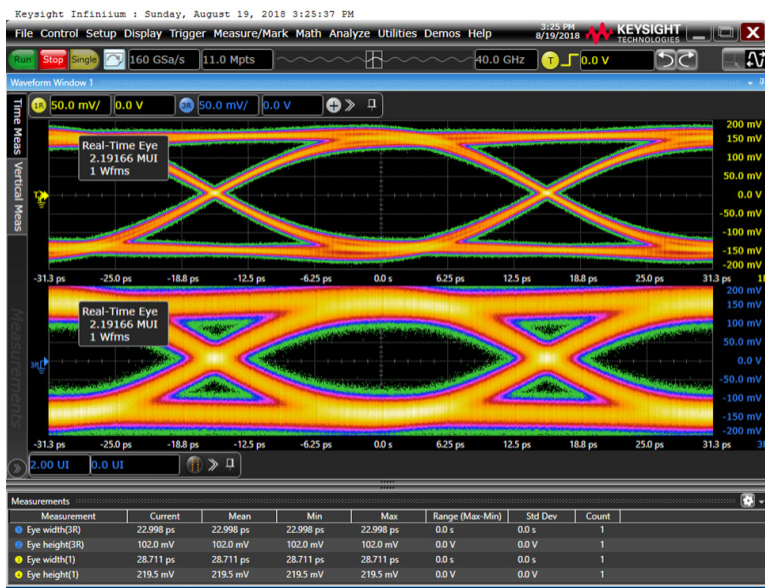 Keysight Infiniium : Sunday, August 19, 2018 3:25:37 PM
File Control Setup Display Trigger Measure/Mark Math Analyze Utilities Demos Help
3:25 PM
8/19/2018
KEYSIGHT
TECHNOLOGIES
Run Stop Single 160 GSa/s 11.0 Mpts 40.0 GHz T 0.0 V
Waveform Window 1
1R 50.0 mV/ 0.0 V 3R 50.0 mV/ 0.0 V
Time Meas
Vertical Meas
Measurements
Real-Time Eye
2.19166 MUI
1 Wfms
200 mV
150 mV
100 mV
50.0 mV
0.0 V
-50.0 mV
-100 mV
-150 mV
-200 mV
-31.3 ps -25.0 ps -18.8 ps -12.5 ps -6.25 ps 0.0 s 6.25 ps 12.5 ps 18.8 ps 25.0 ps 31.3 ps
Real-Time Eye
2.19166 MUI
1 Wfms
200 mV
150 mV
100 mV
50.0 mV
0.0 V
-50.0 mV
-100 mV
-150 mV
-200 mV
3R
-31.3 ps -25.0 ps -18.8 ps -12.5 ps -6.25 ps 0.0 s 6.25 ps 12.5 ps 18.8 ps 25.0 ps 31.3 ps
2.00 UI 0.0 UI
Measurements
Measurement Current Mean Min Max Range (Max-Min) Std Dev Count
Eye width(3R) 22.998 ps 22.998 ps 22.998 ps 22.998 ps 0.0 s 0.0 s 1
Eye height(3R) 102.0 mV 102.0 mV 102.0 mV 102.0 mV 0.0 V 0.0 V 1
Eye width(1) 28.711 ps 28.711 ps 28.711 ps 28.711 ps 0.0 s 0.0 s 1
Eye height(1) 219.5 mV 219.5 mV 219.5 mV 219.5 mV 0.0 V 0.0 V 1